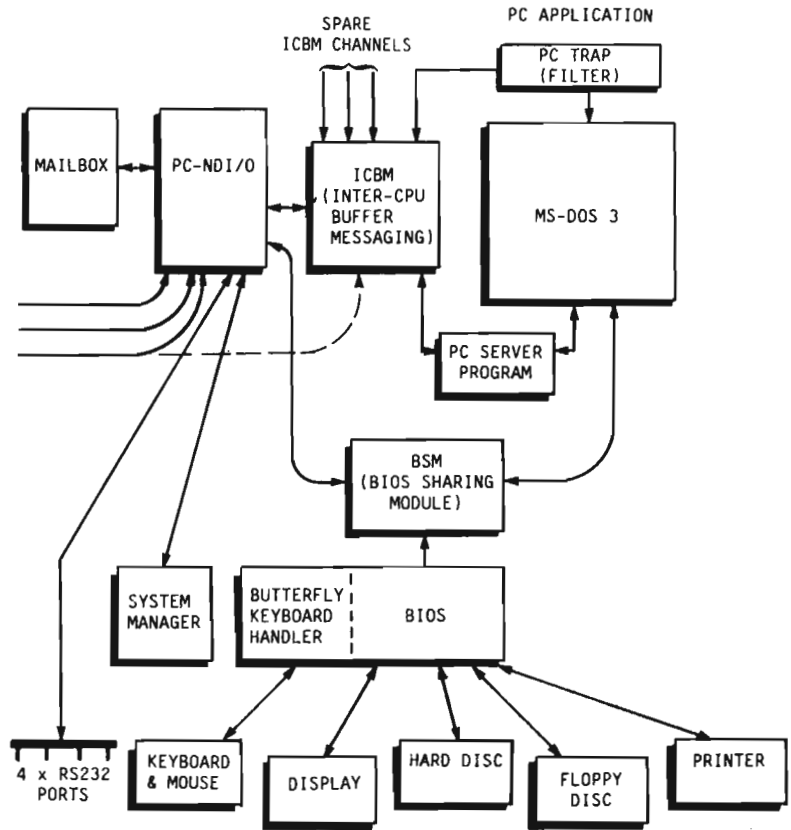 PC APPLICATION
SPARE
ICBM CHANNELS
PC TRAP
(FILTER)
MAILBOX
PC-NDI/O
ICBM
(INTER-CPU
BUFFER
MESSAGING)
MS-DOS 3
PC SERVER
PROGRAM
BSM
(BIOS SHARING
MODULE)
SYSTEM
MANAGER
BUTTERFLY
KEYBOARD
HANDLER
BIOS
4 x RS232
PORTS
KEYBOARD
& MOUSE
DISPLAY
HARD DISC
FLOPPY
DISC
PRINTER